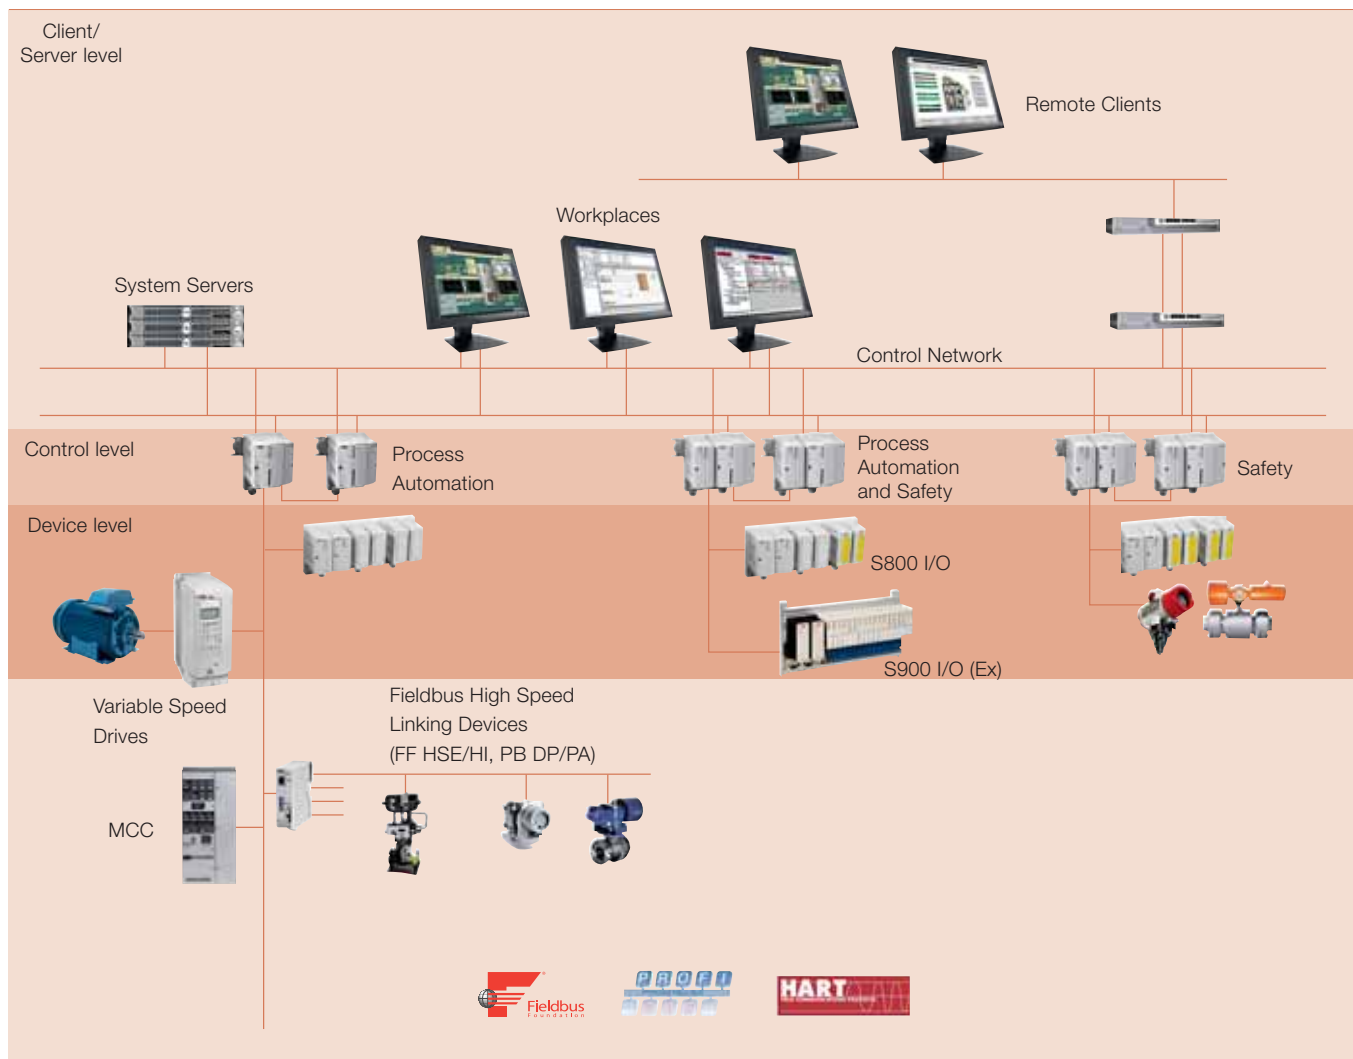 Client/
Server level
Remote Clients
Workplaces
System Servers
Control Network
Control level
Process
Automation
Process
Automation
and Safety
Safety
Device level
S800 I/O
S900 I/O (Ex)
Variable Speed
Drives
Fieldbus High Speed
Linking Devices
(FF HSE/HI, PB DP/PA)
MCC
Fieldbus
Foundation
PROFI
HART